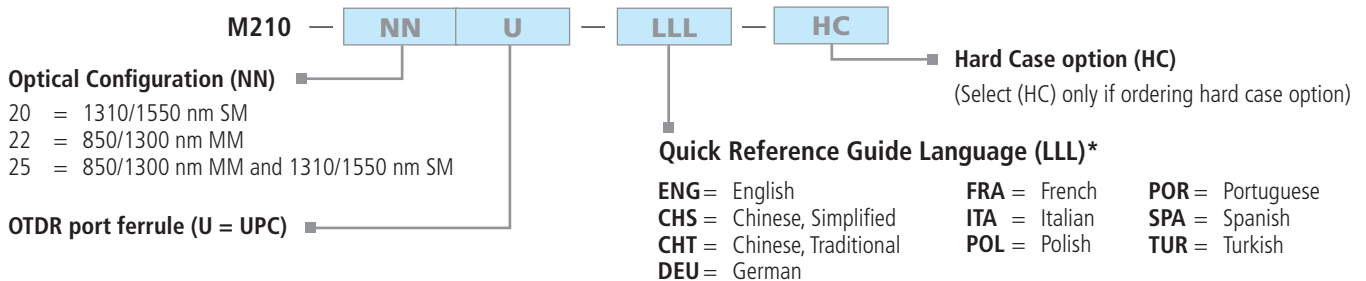 M210 — NN U — LLL — HC
Optical Configuration (NN)
20 = 1310/1550 nm SM
22 = 850/1300 nm MM
25 = 850/1300 nm MM and 1310/1550 nm SM
OTDR port ferrule (U = UPC)
Hard Case option (HC)
(Select (HC) only if ordering hard case option)
Quick Reference Guide Language (LLL)*
ENG = English
CHS = Chinese, Simplified
CHT = Chinese, Traditional
DEU = German
FRA = French
ITA = Italian
POL = Polish
POR = Portuguese
SPA = Spanish
TUR = Turkish